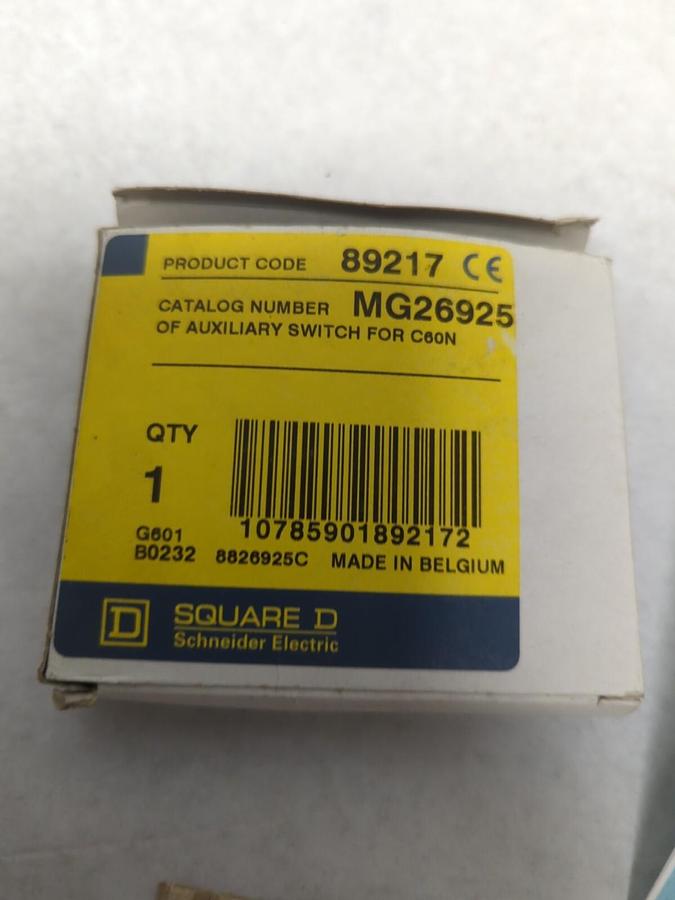 PRODUCT CODE 89217 CE
CATALOG NUMBER MG26925
OF AUXILIARY SWITCH FOR C60N
QTY
1
10785901892172
G601
B0232 8826925C MADE IN BELGIUM
D SQUARE D
Schneider Electric